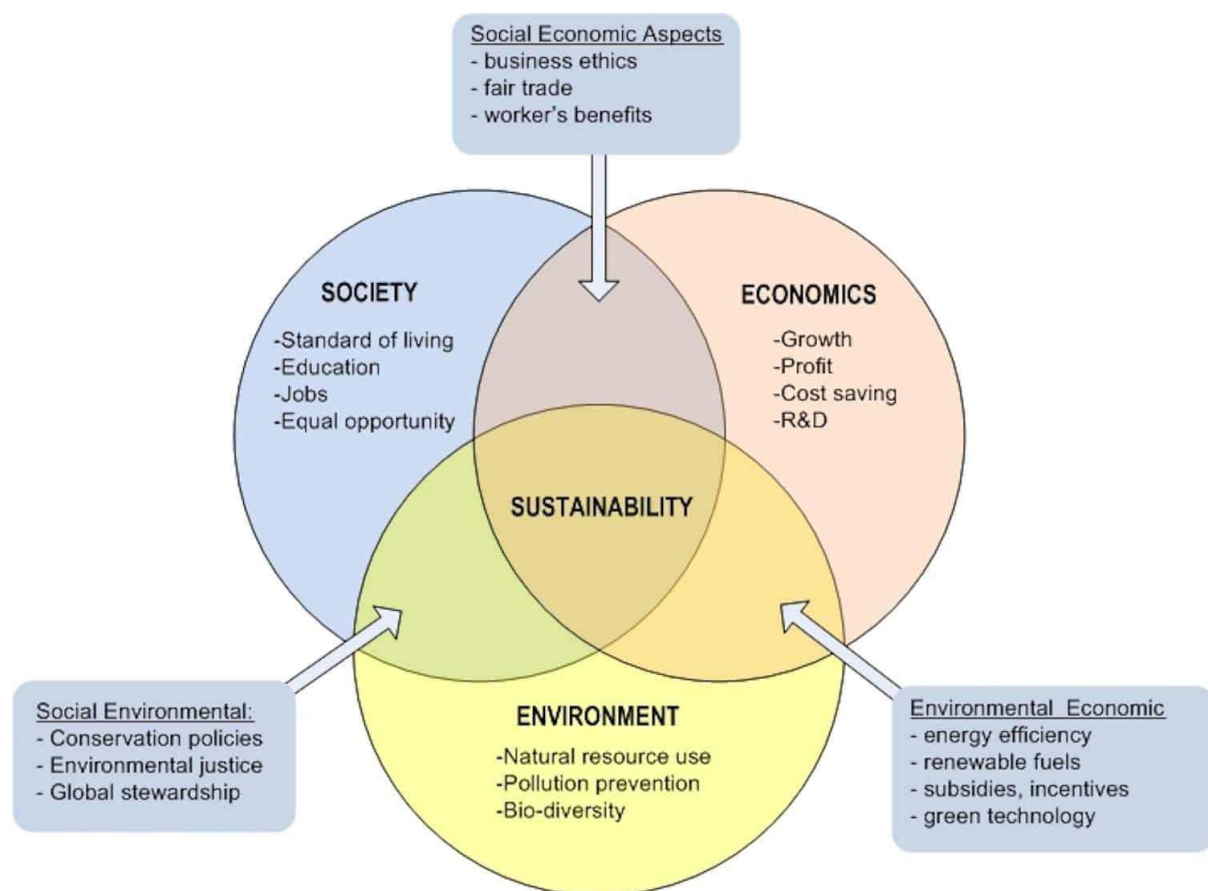 Social Economic Aspects
- business ethics
- fair trade
- worker's benefits
SOCIETY
-Standard of living
-Education
-Jobs
-Equal opportunity
ECONOMICS
-Growth
-Profit
-Cost saving
-R&D
SUSTAINABILITY
Social Environmental:
- Conservation policies
- Environmental justice
- Global stewardship
ENVIRONMENT
-Natural resource use
-Pollution prevention
-Bio-diversity
Environmental Economic
- energy efficiency
- renewable fuels
- subsidies, incentives
- green technology